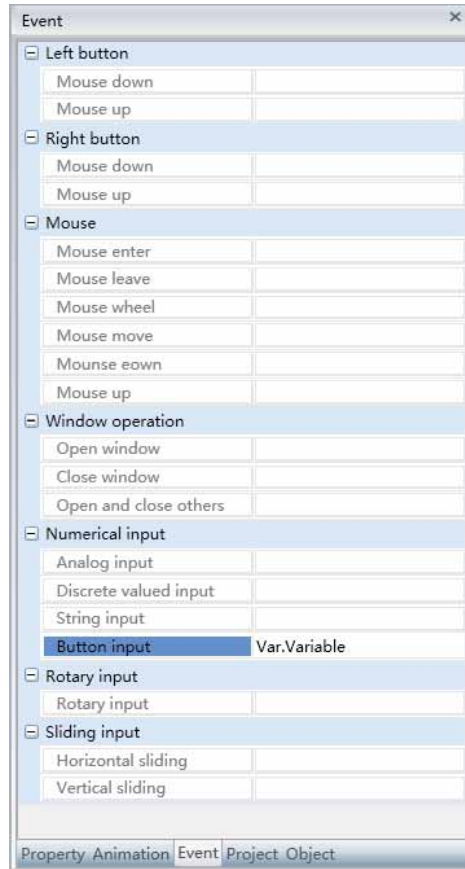 Event
Left button
Mouse down
Mouse up
Right button
Mouse down
Mouse up
Mouse
Mouse enter
Mouse leave
Mouse wheel
Mouse move
Mounse eown
Mouse up
Window operation
Open window
Close window
Open and close others
Numerical input
Analog input
Discrete valued input
String input
Button input Var.Variable
Rotary input
Rotary input
Sliding input
Horizontal sliding
Vertical sliding
Property Animation Event Project Object